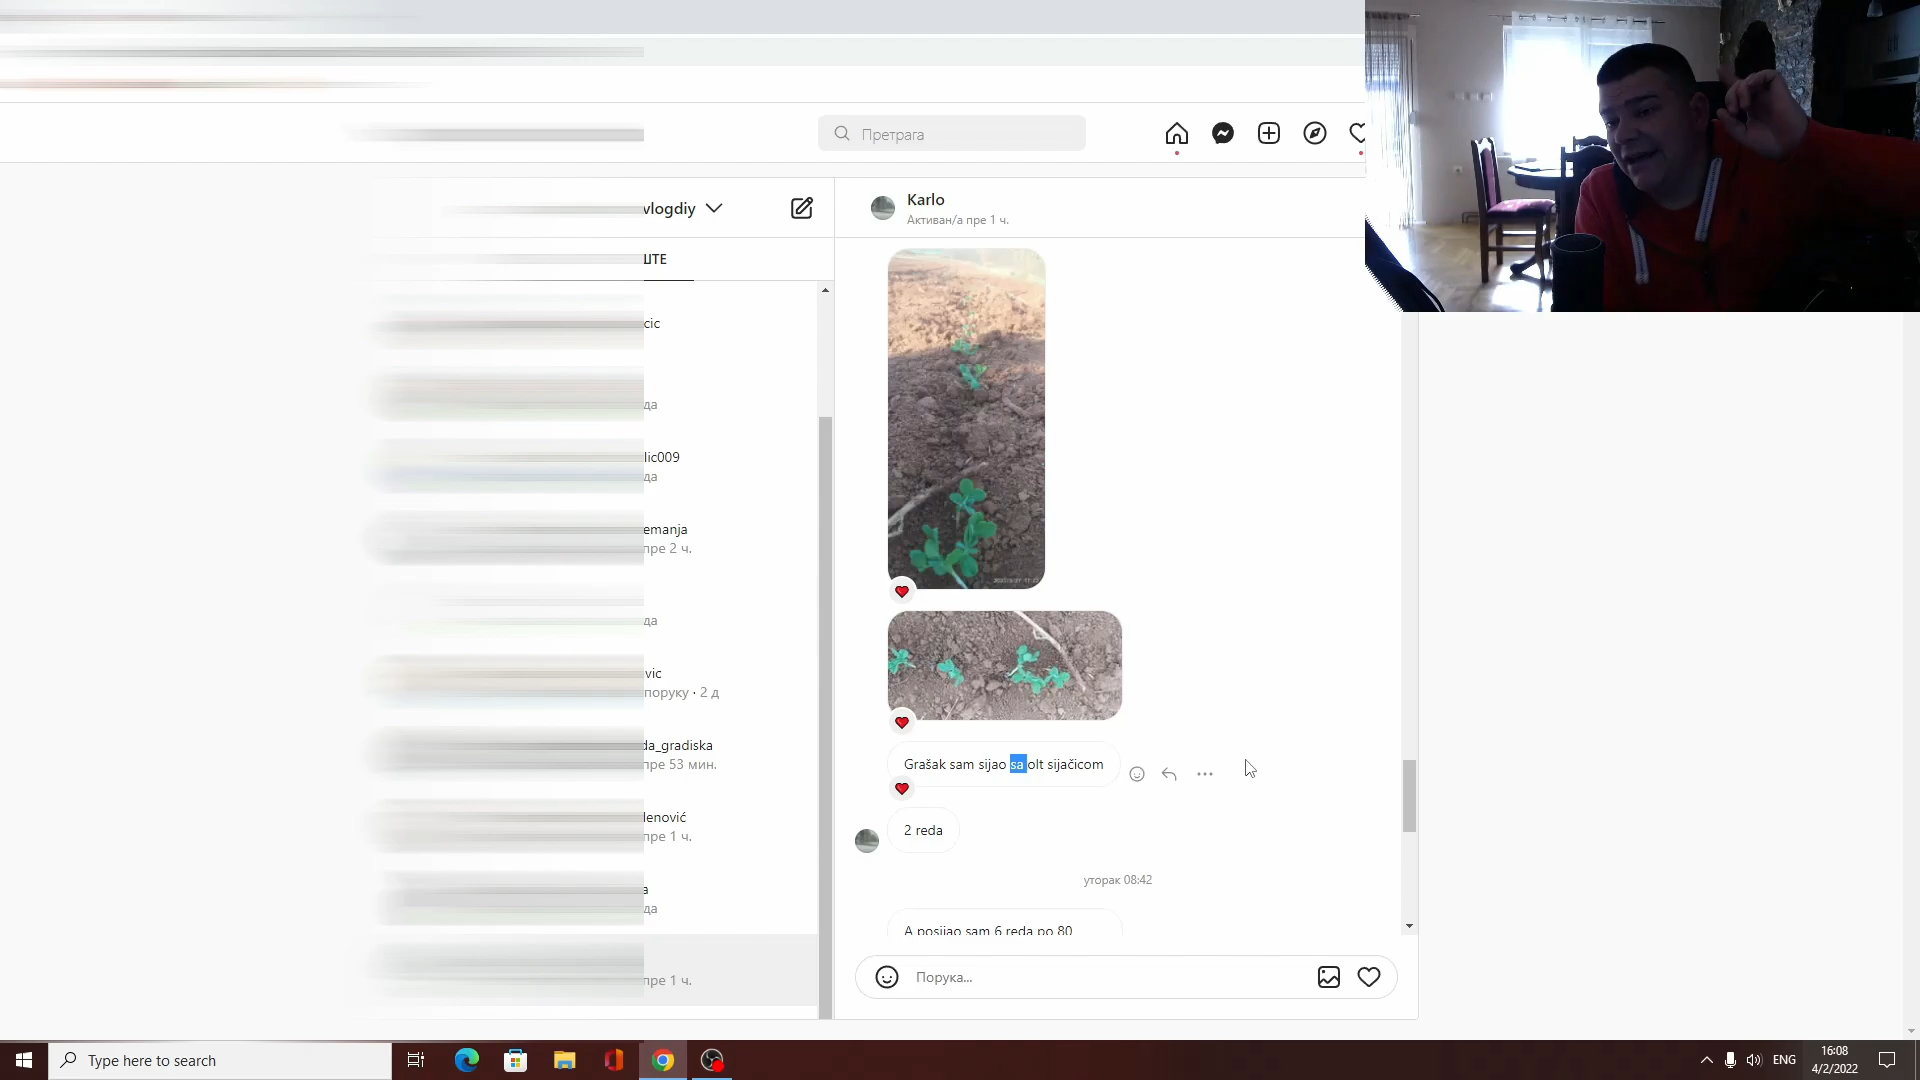 Претрага
vlogdiy
ШТЕ
cic
да
lic009
да
emanja
пре 2 ч.
да
vic
поруку · 2 д
da_gradiska
пре 53 мин.
lenović
пре 1 ч.
a
да
пре 1 ч.
Karlo
Активан/а пре 1 ч.
Grašak sam sijao sa olt sijačicom
2 reda
уторак 08:42
A posijao sam 6 reda po 80
Порука...
Type here to search
ENG
16:08
4/2/2022